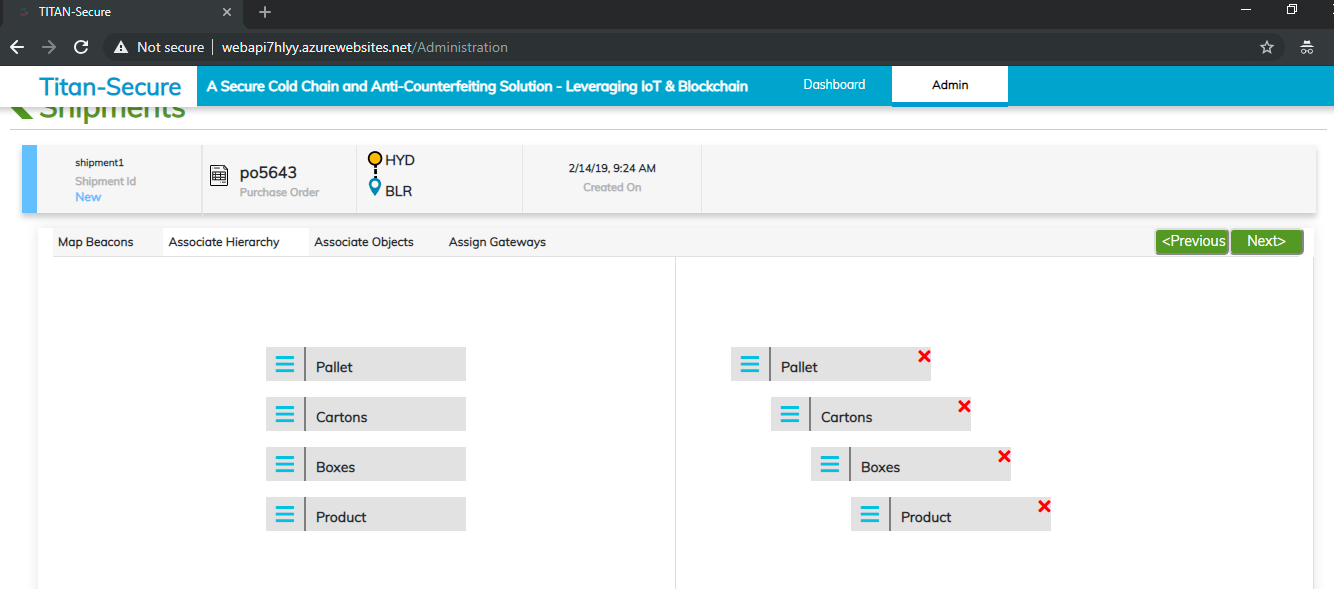 TITAN-Secure
Not secure | webapi7hlyy.azurewebsites.net/Administration
Titan-Secure
A Secure Cold Chain and Anti-Counterfeiting Solution - Leveraging IoT & Blockchain
Dashboard
Admin
Shipments
shipment1
Shipment Id
New
po5643
Purchase Order
HYD
BLR
2/14/19, 9:24 AM
Created On
Map Beacons
Associate Hierarchy
Associate Objects
Assign Gateways
<Previous
Next>
Pallet
Cartons
Boxes
Product
Pallet
Cartons
Boxes
Product